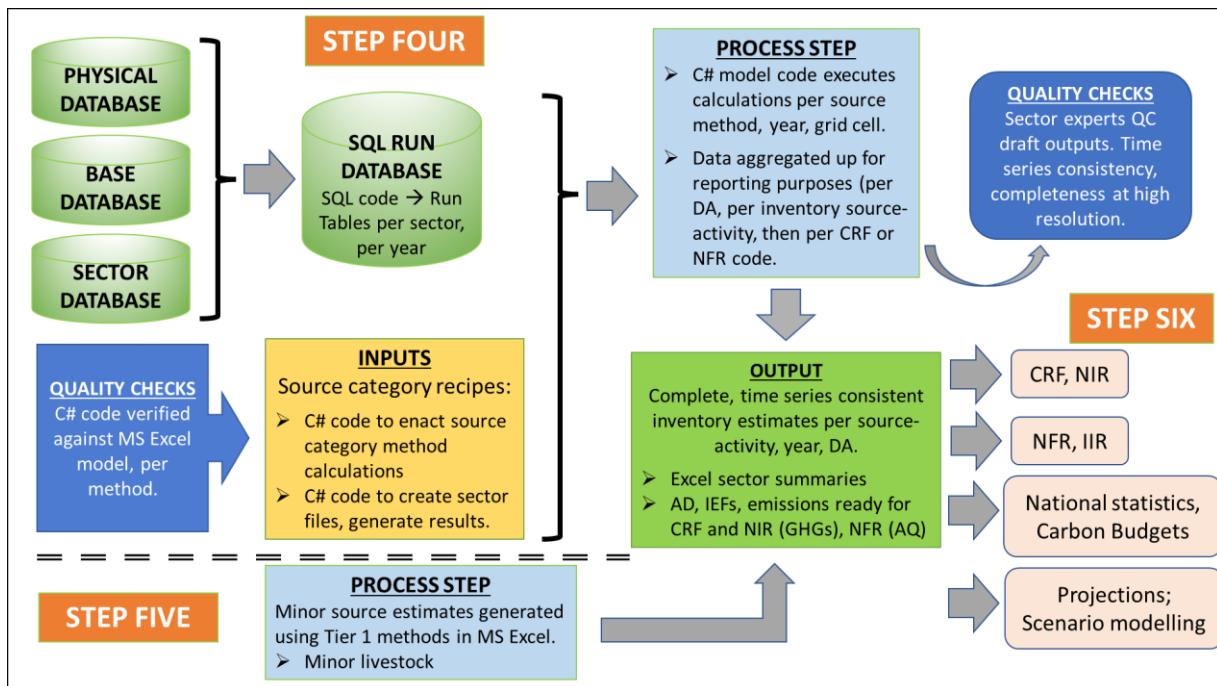 STEP FOUR
PHYSICAL
DATABASE
BASE
DATABASE
SECTOR
DATABASE
SQL RUN
DATABASE
SQL code → Run
Tables per sector,
per year
QUALITY CHECKS
C# code verified
against MS Excel
model, per
method.
INPUTS
Source category recipes:
➢ C# code to enact source
category method
calculations
➢ C# code to create sector
files, generate results.
PROCESS STEP
➢ C# model code executes
calculations per source
method, year, grid cell.
➢ Data aggregated up for
reporting purposes (per
DA, per inventory source-
activity, then per CRF or
NFR code.
QUALITY CHECKS
Sector experts QC
draft outputs. Time
series consistency,
completeness at high
resolution.
STEP FIVE
PROCESS STEP
Minor source estimates generated
using Tier 1 methods in MS Excel.
➢ Minor livestock
OUTPUT
Complete, time series consistent
inventory estimates per source-
activity, year, DA.
➢ Excel sector summaries
➢ AD, IEFs, emissions ready for
CRF and NIR (GHGs), NFR (AQ)
STEP SIX
CRF, NIR
NFR, IIR
National statistics,
Carbon Budgets
Projections;
Scenario modelling